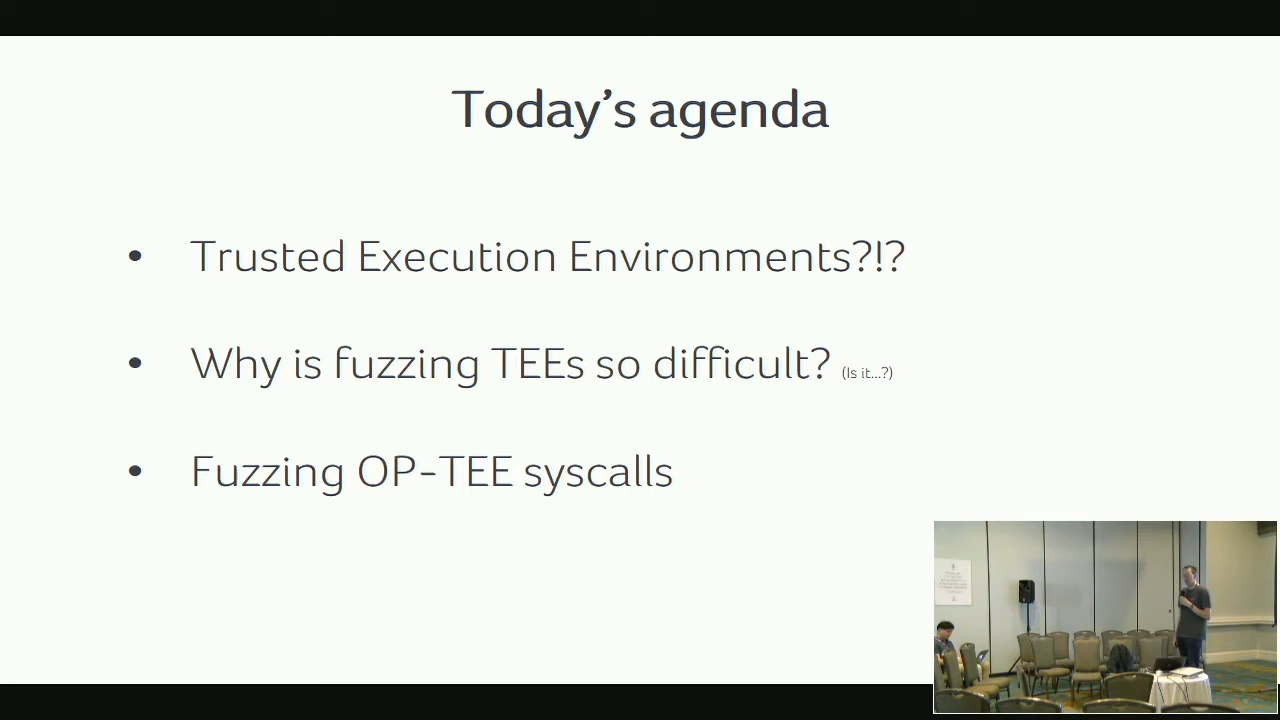 Today’s agenda
• Trusted Execution Environments?!?
• Why is fuzzing TEEs so difficult? (Is it...?)
• Fuzzing OP-TEE syscalls